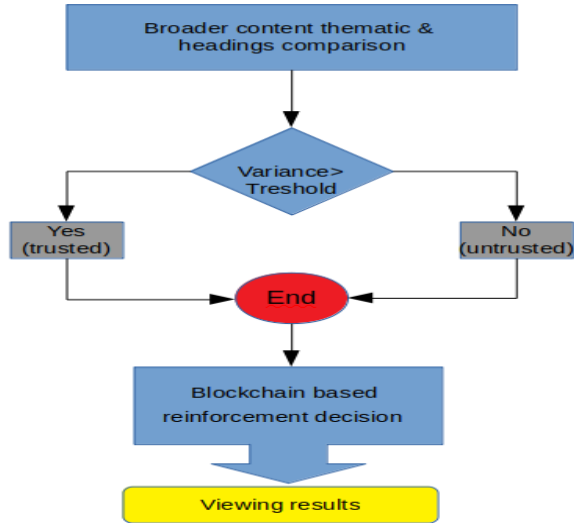 Broader content thematic &
headings comparison
Variance>
Treshold
Yes
(trusted)
No
(untrusted)
End
Blockchain based
reinforcement decision
Viewing results